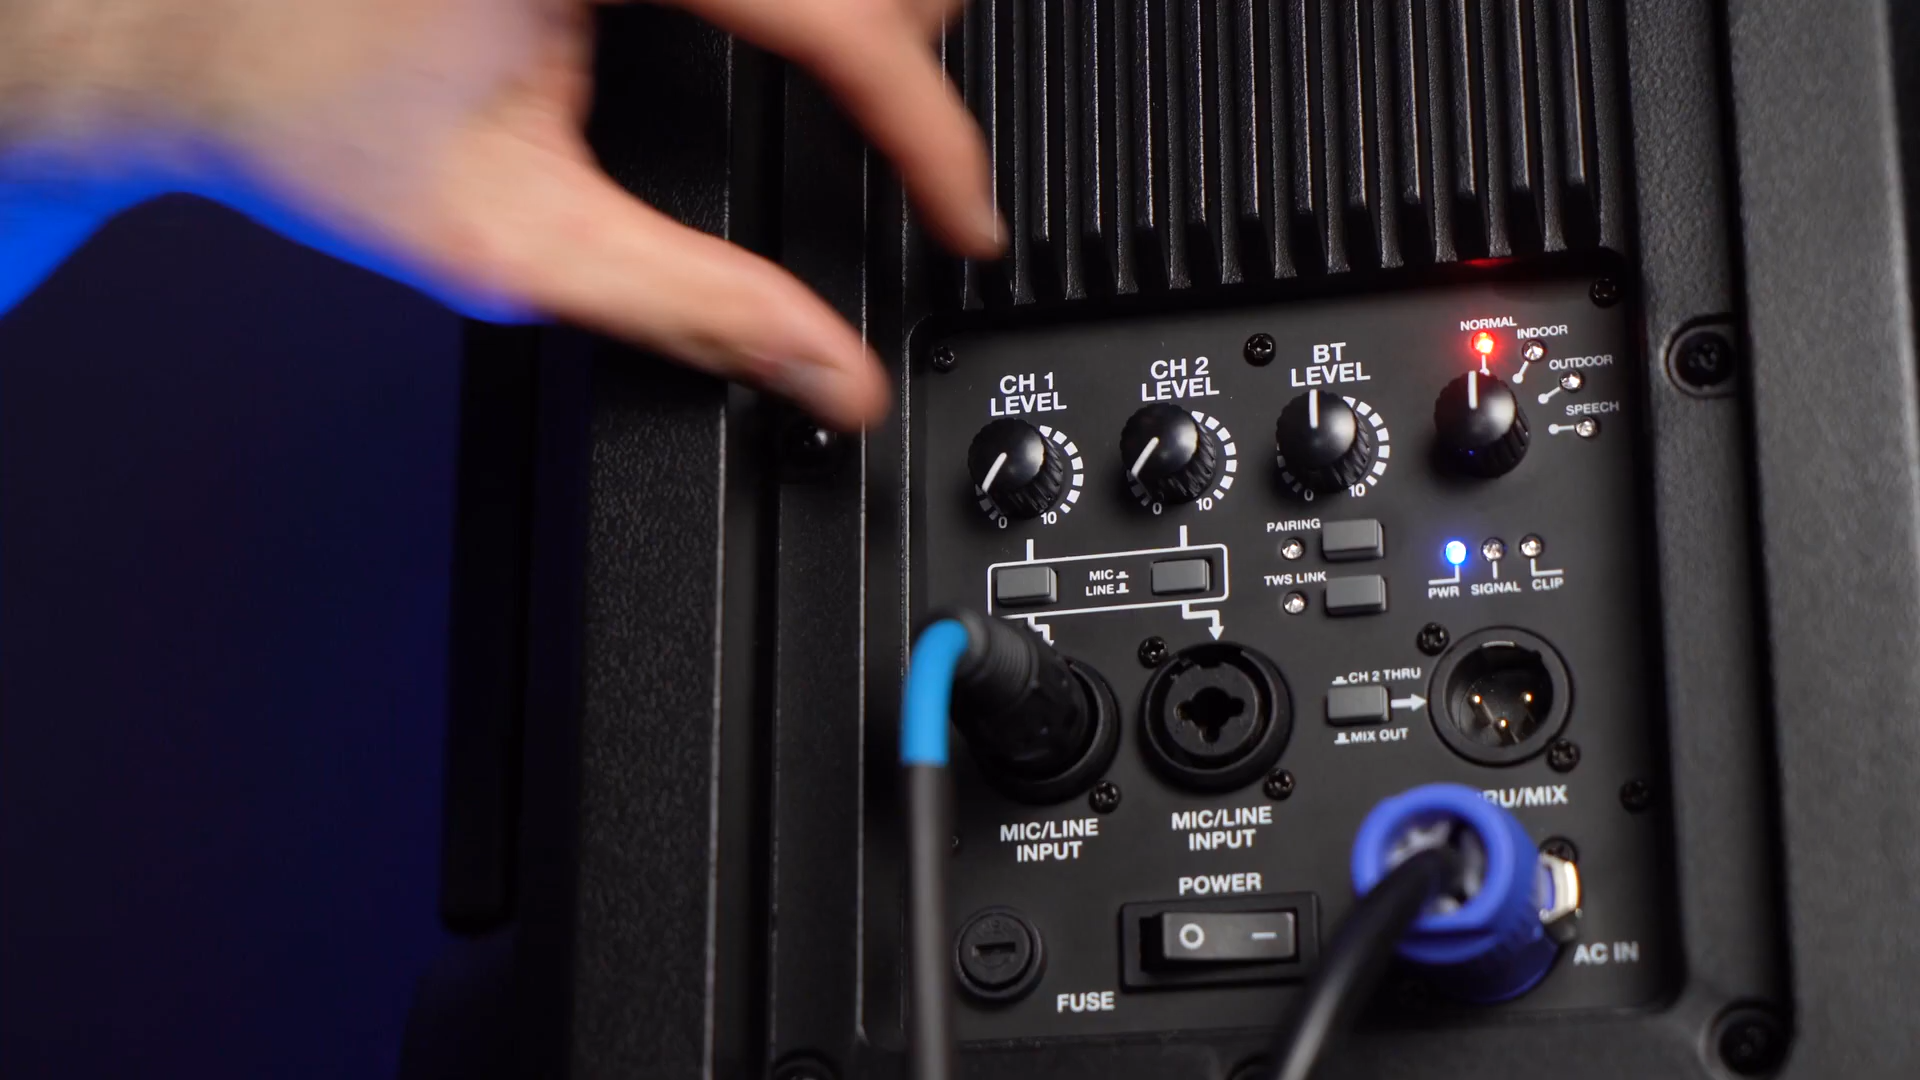 NORMAL
INDOOR
OUTDOOR
SPEECH
CH 1
LEVEL
0 10
CH 2
LEVEL
0 10
BT
LEVEL
0 10
PAIRING
TWS LINK
MIC
LINE
PWR SIGNAL CLIP
CH 2 THRU
MIX OUT
RU/MIX
MIC/LINE
INPUT
MIC/LINE
INPUT
POWER
FUSE
AC IN